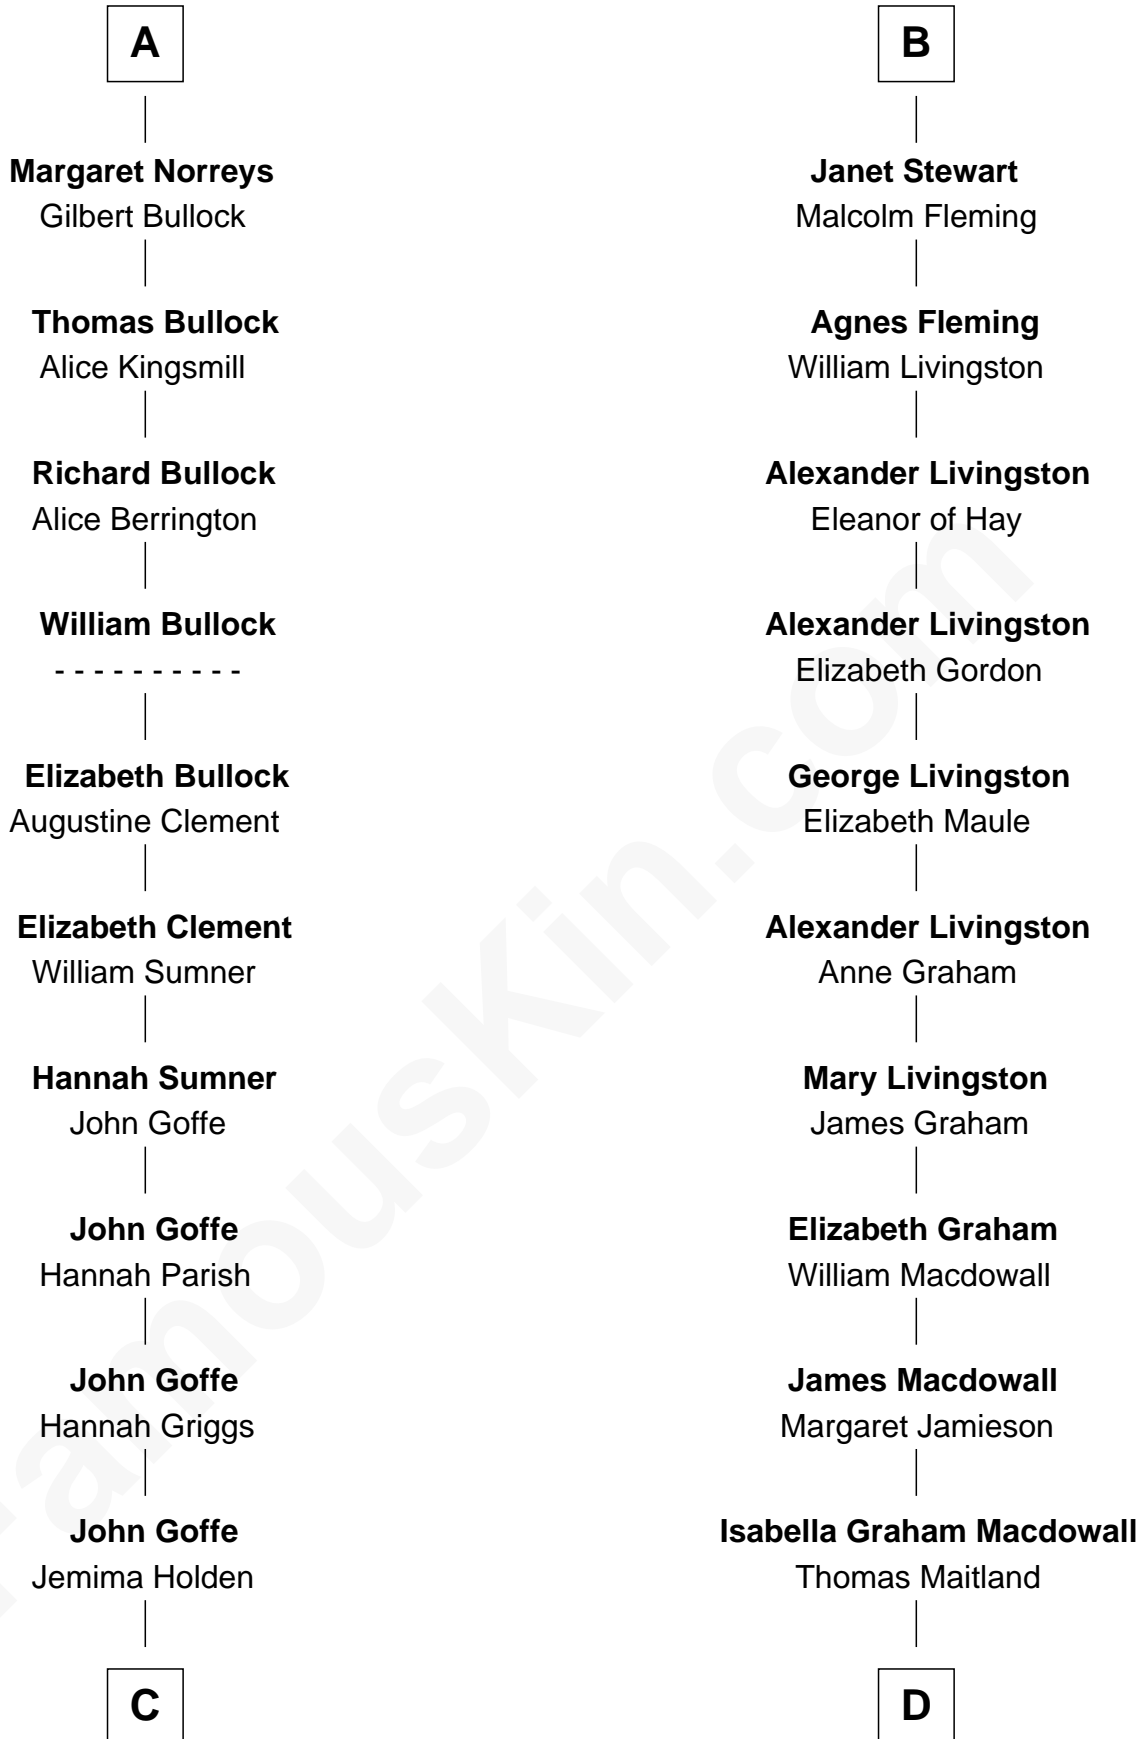 A
Margaret Norreys
Gilbert Bullock
Thomas Bullock
Alice Kingsmill
Richard Bullock
Alice Berrington
William Bullock
- - - - - - - - - -
Elizabeth Bullock
Augustine Clement
Elizabeth Clement
William Sumner
Hannah Sumner
John Goffe
John Goffe
Hannah Parish
John Goffe
Hannah Griggs
John Goffe
Jemima Holden
C
B
Janet Stewart
Malcolm Fleming
Agnes Fleming
William Livingston
Alexander Livingston
Eleanor of Hay
Alexander Livingston
Elizabeth Gordon
George Livingston
Elizabeth Maule
Alexander Livingston
Anne Graham
Mary Livingston
James Graham
Elizabeth Graham
William Macdowall
James Macdowall
Margaret Jamieson
Isabella Graham Macdowall
Thomas Maitland
D
FamousKin.com